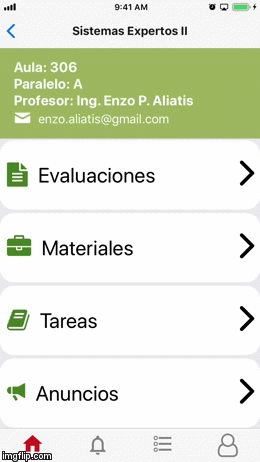 9:41 AM
Sistemas Expertos II
Aula: 306
Paralelo: A
Profesor: Ing. Enzo P. Aliatis
enzo.aliatis@gmail.com
Evaluaciones
Materiales
Tareas
Anuncios
imgflip.com